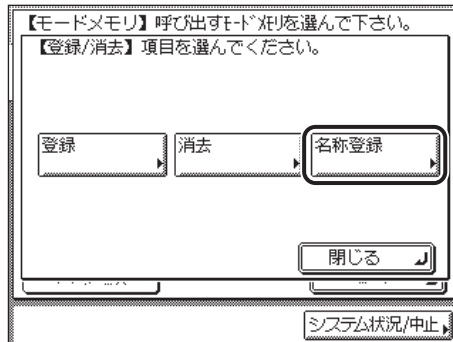 【モードメモリ】呼び出すﾓｰﾄﾞﾒﾓﾘを選んで下さい。
【登録/消去】項目を選んでください。
登録 消去 名称登録
閉じる
システム状況/中止